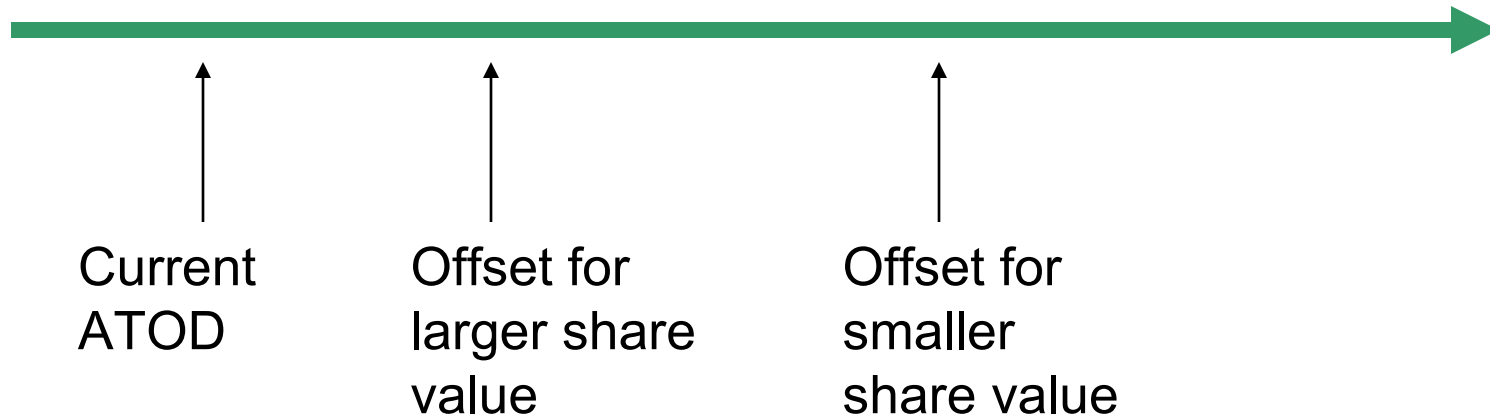 Current
ATOD
Offset for
larger share
value
Offset for
smaller
share value